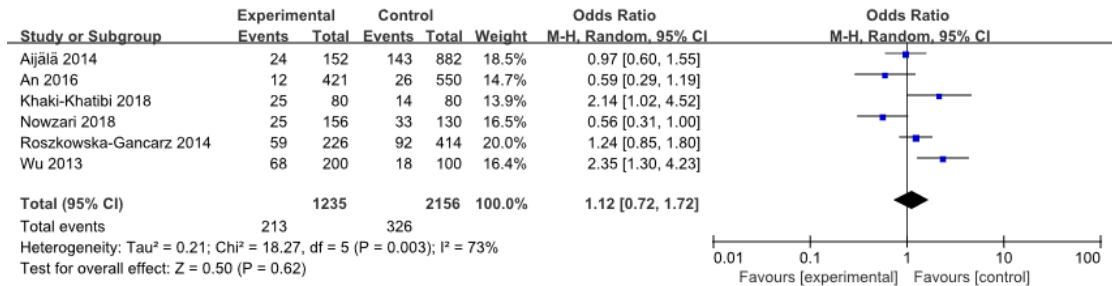 Experimental Control Odds Ratio Odds Ratio
Study or Subgroup Events Total Events Total Weight M-H, Random, 95% CI M-H, Random, 95% CI
Aijälä 2014 24 152 143 882 18.5% 0.97 [0.60, 1.55]
An 2016 12 421 26 550 14.7% 0.59 [0.29, 1.19]
Khaki-Khatibi 2018 25 80 14 80 13.9% 2.14 [1.02, 4.52]
Nowzari 2018 25 156 33 130 16.5% 0.56 [0.31, 1.00]
Roszkowska-Gancarz 2014 59 226 92 414 20.0% 1.24 [0.85, 1.80]
Wu 2013 68 200 18 100 16.4% 2.35 [1.30, 4.23]
Total (95% CI) 1235 2156 100.0% 1.12 [0.72, 1.72]
Total events 213 326
Heterogeneity: Tau² = 0.21; Chi² = 18.27, df = 5 (P = 0.003); I² = 73%
Test for overall effect: Z = 0.50 (P = 0.62)
0.01 0.1 1 10 100
Favours [experimental] Favours [control]